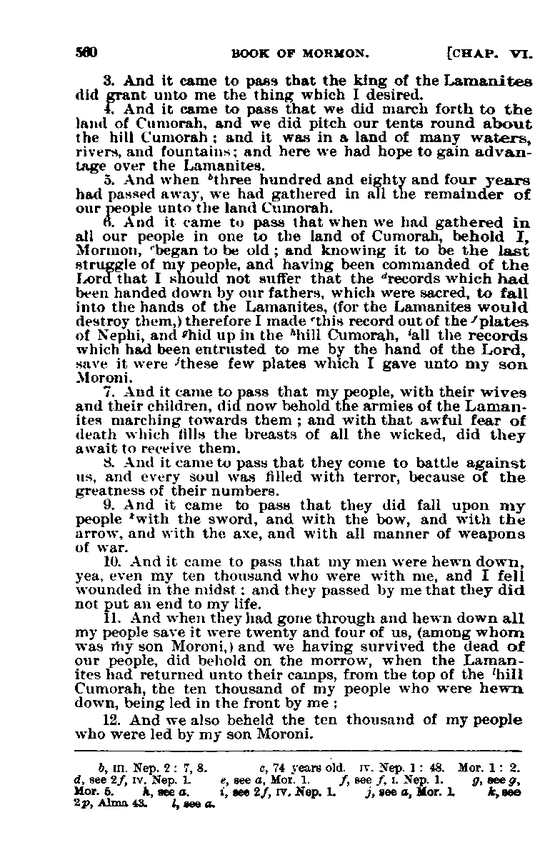 560 BOOK OF MORMON. [CHAP. VI.
3. And it came to pass that the king of the Lamanites
did grant unto me the thing which I desired.
4. And it came to pass that we did march forth to the
land of Cumorah, and we did pitch our tents round about
the hill Cumorah; and it was in a land of many waters,
rivers, and fountains; and here we had hope to gain advan-
tage over the Lamanites.
5. And when ᵇthree hundred and eighty and four years
had passed away, we had gathered in all the remainder of
our people unto the land Cumorah.
6. And it came to pass that when we had gathered in
all our people in one to the land of Cumorah, behold I,
Mormon, ᶜbegan to be old; and knowing it to be the last
struggle of my people, and having been commanded of the
Lord that I should not suffer that the ᵈrecords which had
been handed down by our fathers, which were sacred, to fall
into the hands of the Lamanites, (for the Lamanites would
destroy them,) therefore I made ᵉthis record out of the ᶠplates
of Nephi, and ᵍhid up in the ʰhill Cumorah, ⁱall the records
which had been entrusted to me by the hand of the Lord,
save it were ʲthese few plates which I gave unto my son
Moroni.
7. And it came to pass that my people, with their wives
and their children, did now behold the armies of the Laman-
ites marching towards them; and with that awful fear of
death which fills the breasts of all the wicked, did they
await to receive them.
8. And it came to pass that they come to battle against
us, and every soul was filled with terror, because of the
greatness of their numbers.
9. And it came to pass that they did fall upon my
people ᵏwith the sword, and with the bow, and with the
arrow, and with the axe, and with all manner of weapons
of war.
10. And it came to pass that my men were hewn down,
yea, even my ten thousand who were with me, and I fell
wounded in the midst: and they passed by me that they did
not put an end to my life.
11. And when they had gone through and hewn down all
my people save it were twenty and four of us, (among whom
was my son Moroni,) and we having survived the dead of
our people, did behold on the morrow, when the Laman-
ites had returned unto their camps, from the top of the ˡhill
Cumorah, the ten thousand of my people who were hewn
down, being led in the front by me;
12. And we also beheld the ten thousand of my people
who were led by my son Moroni.
b, III. Nep. 2: 7, 8. c, 74 years old. IV. Nep. 1: 48. Mor. 1: 2.
d, see 2f, IV. Nep. 1. e, see a, Mor. 1. f, see f, I. Nep. 1. g, see g,
Mor. 5. h, see a. i, see 2f, IV. Nep. 1. j, see a, Mor. 1. k, see
2p, Alma 43. l, see a.